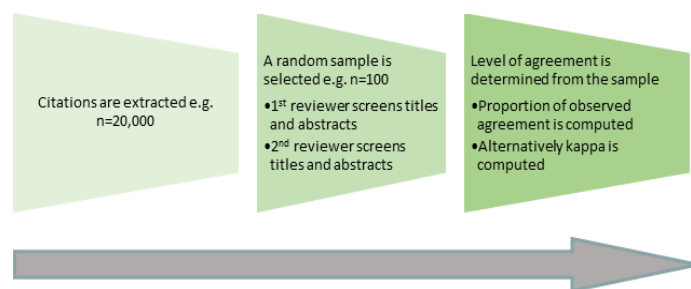 Citations are extracted e.g.
n=20,000
A random sample is
selected e.g. n=100
•1st reviewer screens titles
and abstracts
•2nd reviewer screens
titles and abstracts
Level of agreement is
determined from the sample
•Proportion of observed
agreement is computed
•Alternatively kappa is
computed